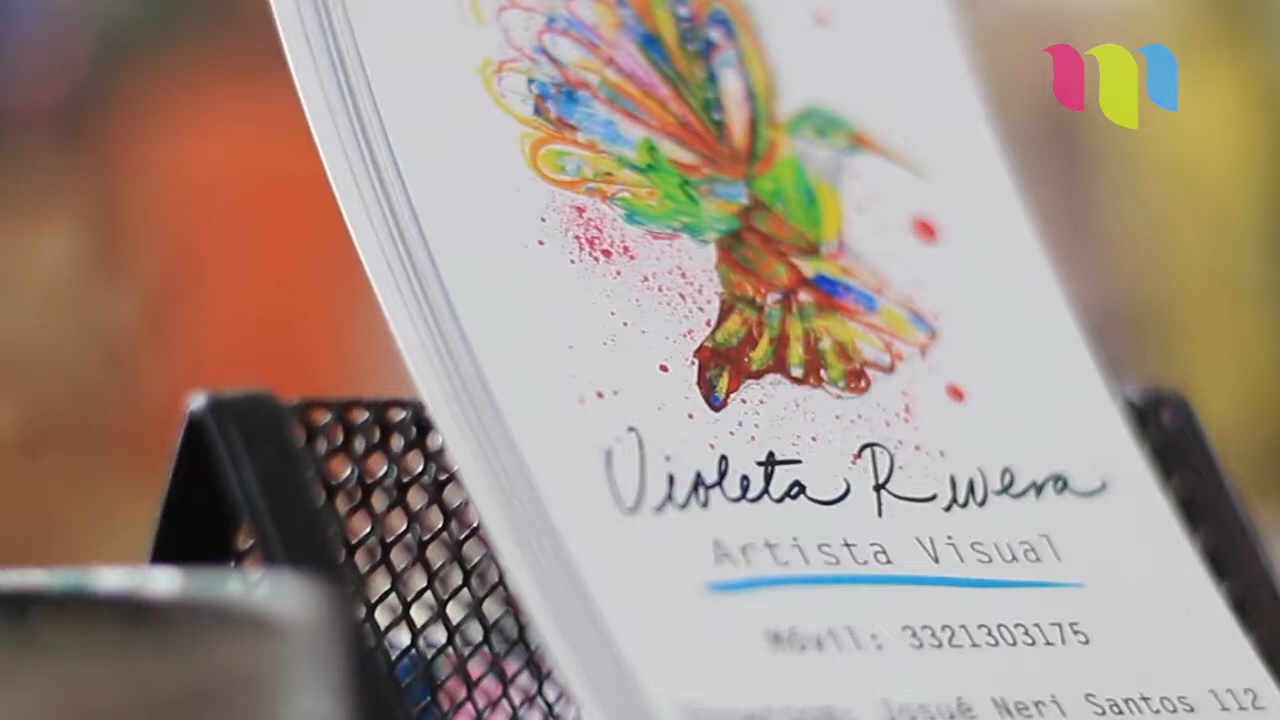 Violeta Rivera
Artista Visual
Móvil: 3321303175
Josué Neri Santos 112